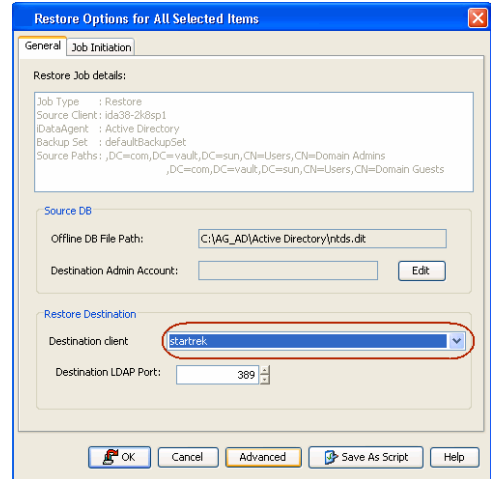 Restore Options for All Selected Items
General Job Initiation
Restore Job details:
Job Type : Restore
Source Client: ida38-2k8sp1
iDataAgent : Active Directory
Backup Set : defaultBackupSet
Source Paths: ,DC=com,DC=vault,DC=sun,CN=Users,CN=Domain Admins
,DC=com,DC=vault,DC=sun,CN=Users,CN=Domain Guests
Source DB
Offline DB File Path: C:\AG_AD\Active Directory\ntds.dit
Destination Admin Account: Edit
Restore Destination
Destination client startrek
Destination LDAP Port: 389
OK Cancel Advanced Save As Script Help